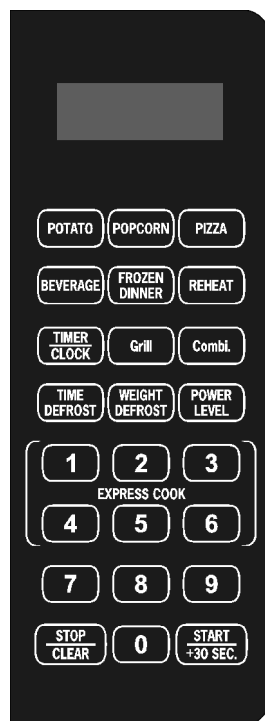 POTATO POPCORN PIZZA
BEVERAGE FROZEN DINNER REHEAT
TIMER CLOCK Grill Combi.
TIME DEFROST WEIGHT DEFROST POWER LEVEL
1 2 3
EXPRESS COOK
4 5 6
7 8 9
STOP CLEAR 0 START +30 SEC.